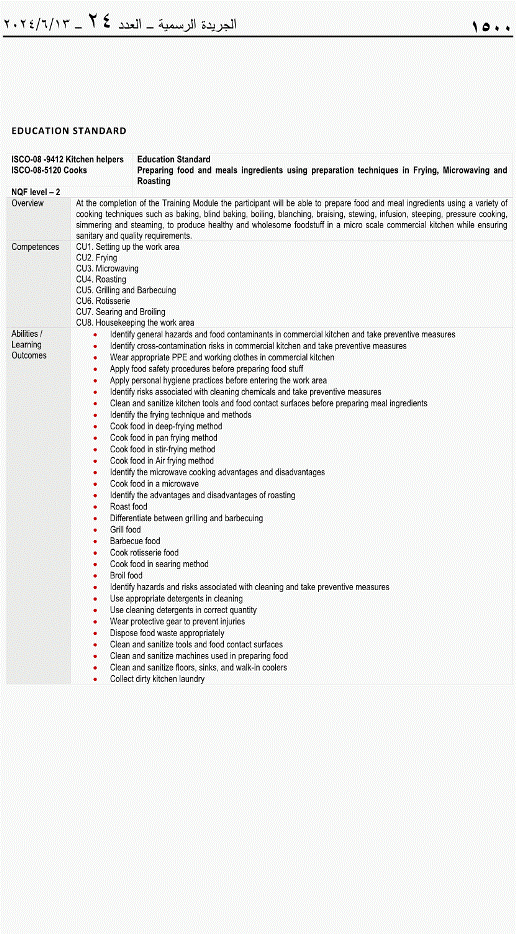 ١٥٠٠ الجريدة الرسمية – العدد ٢٤ – ٢٠٢٤/٦/١٣
EDUCATION STANDARD
ISCO-08 -9412 Kitchen helpers Education Standard
ISCO-08-5120 Cooks Preparing food and meals ingredients using preparation techniques in Frying, Microwaving and
Roasting
NQF level – 2
Overview At the completion of the Training Module the participant will be able to prepare food and meal ingredients using a variety of
cooking techniques such as baking, blind baking, boiling, blanching, braising, stewing, infusion, steeping, pressure cooking,
simmering and steaming, to produce healthy and wholesome foodstuff in a micro scale commercial kitchen while ensuring
sanitary and quality requirements.
Competences CU1. Setting up the work area
CU2. Frying
CU3. Microwaving
CU4. Roasting
CU5. Grilling and Barbecuing
CU6. Rotisserie
CU7. Searing and Broiling
CU8. Housekeeping the work area
Abilities / • Identify general hazards and food contaminants in commercial kitchen and take preventive measures
Learning • Identify cross-contamination risks in commercial kitchen and take preventive measures
Outcomes • Wear appropriate PPE and working clothes in commercial kitchen
• Apply food safety procedures before preparing food stuff
• Apply personal hygiene practices before entering the work area
• Identify risks associated with cleaning chemicals and take preventive measures
• Clean and sanitize kitchen tools and food contact surfaces before preparing meal ingredients
• Identify the frying technique and methods
• Cook food in deep-frying method
• Cook food in pan frying method
• Cook food in stir-frying method
• Cook food in Air frying method
• Identify the microwave cooking advantages and disadvantages
• Cook food in a microwave
• Identify the advantages and disadvantages of roasting
• Roast food
• Differentiate between grilling and barbecuing
• Grill food
• Barbecue food
• Cook rotisserie food
• Cook food in searing method
• Broil food
• Identify hazards and risks associated with cleaning and take preventive measures
• Use appropriate detergents in cleaning
• Use cleaning detergents in correct quantity
• Wear protective gear to prevent injuries
• Dispose food waste appropriately
• Clean and sanitize tools and food contact surfaces
• Clean and sanitize machines used in preparing food
• Clean and sanitize floors, sinks, and walk-in coolers
• Collect dirty kitchen laundry